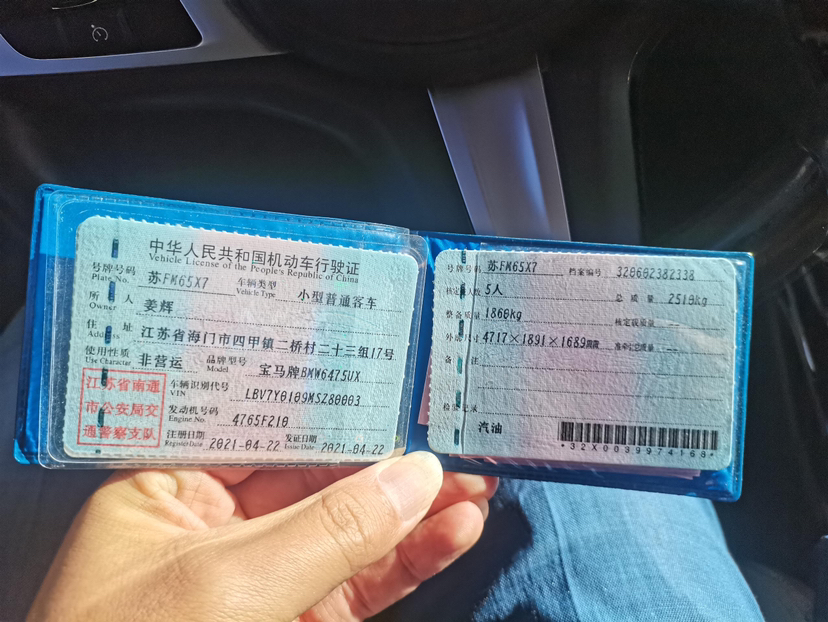 中华人民共和国机动车行驶证
Vehicle License of the People's Republic of China
号牌号码 苏FM65X7 车辆类型 小型普通客车
Plate No. Vehicle Type
所有人 姜辉
Owner
住址 江苏省海门市四甲镇二桥村二十三组17号
Address
使用性质 非营运 品牌型号 宝马牌BMW6475UX
Use Character Model
江苏省南通
市公安局交
通警察支队
车辆识别代号 LBV7Y0109MSZ80003
VIN
发动机号码 4765F210
Engine No.
注册日期 2021-04-22 发证日期 2021-04-22
Register Date Issue Date
号牌号码 苏FM65X7 档案编号 320602382338
核定人数 5人 总质量 2510kg
整备质量 1860kg 核定载质量
外廓尺寸 4717×1891×1689mm 准牵引总质量
备注
检验记录
汽油
*32X0039974168*